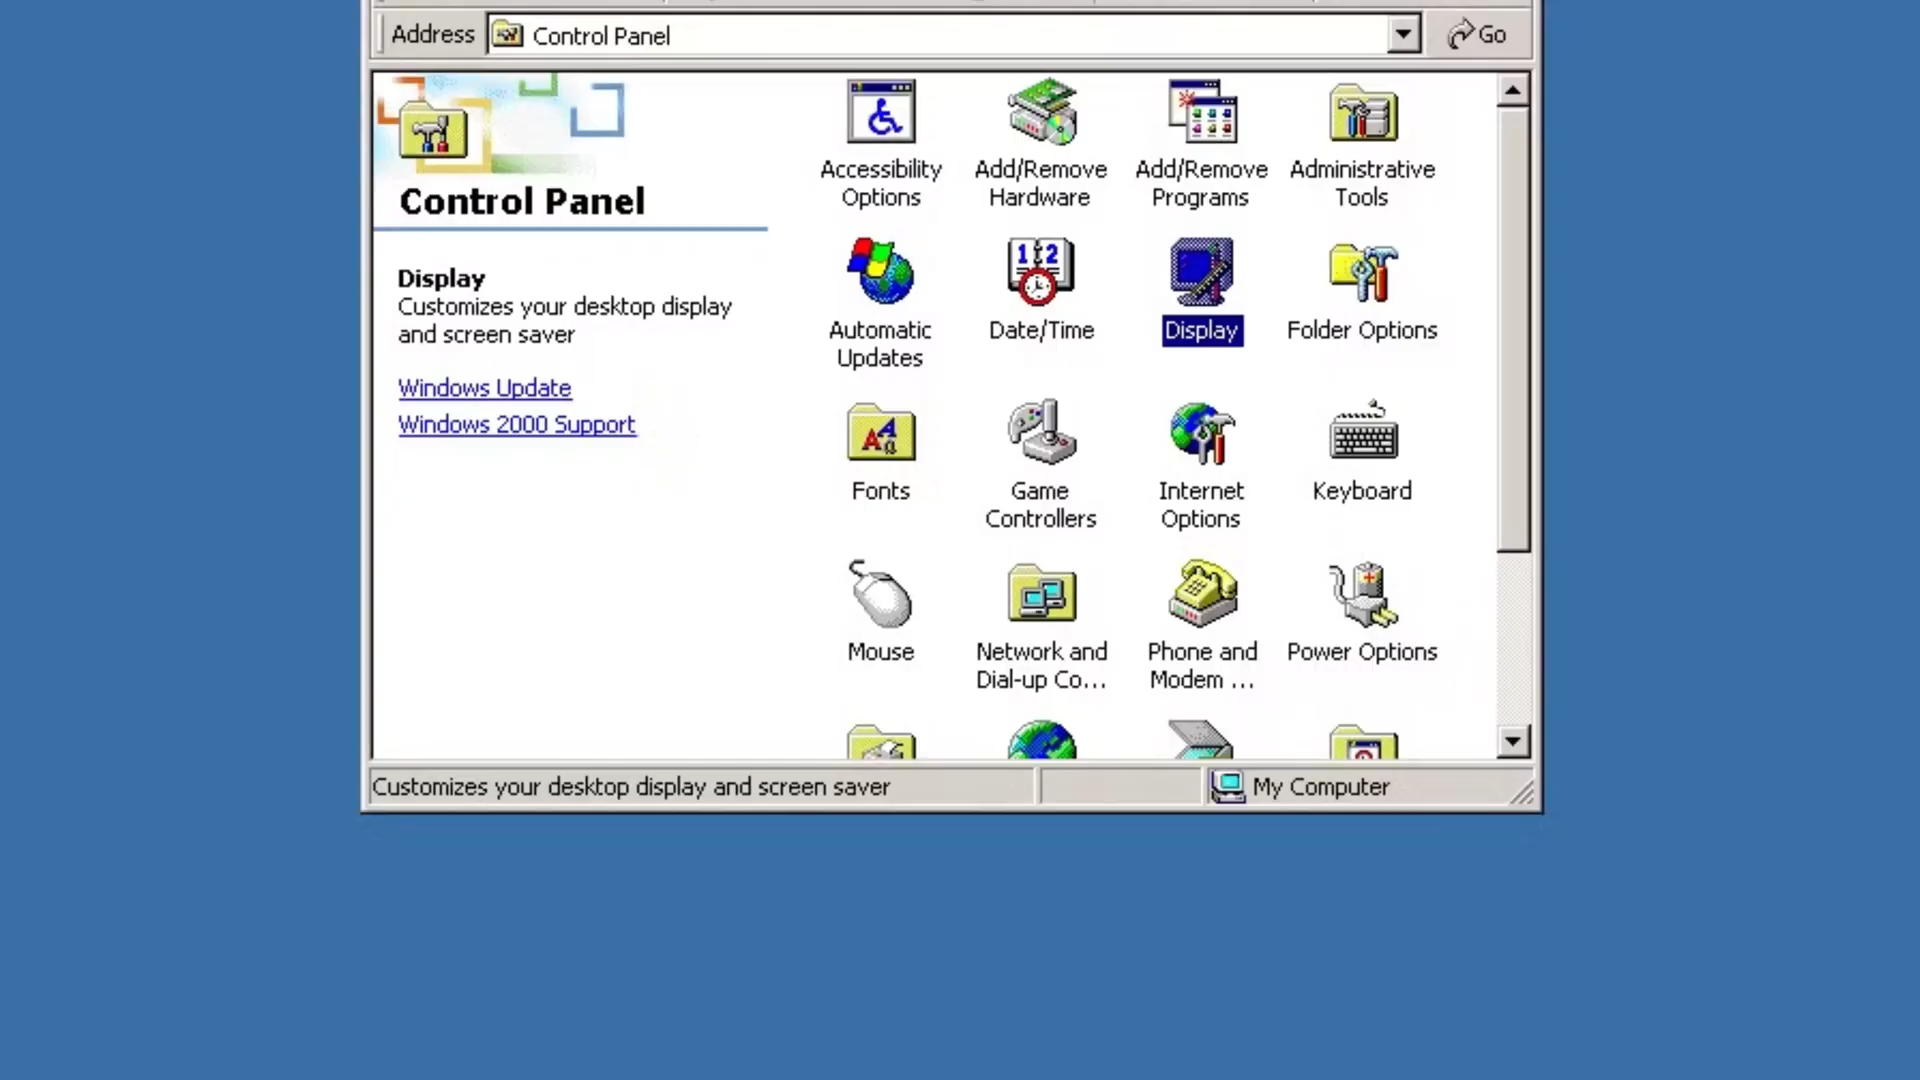 Address Control Panel Go
Control Panel
Display
Customizes your desktop display
and screen saver
Windows Update
Windows 2000 Support
Accessibility
Options
Add/Remove
Hardware
Add/Remove
Programs
Administrative
Tools
Automatic
Updates
Date/Time
Display
Folder Options
Fonts
Game
Controllers
Internet
Options
Keyboard
Mouse
Network and
Dial-up Co...
Phone and
Modem ...
Power Options
Customizes your desktop display and screen saver
My Computer